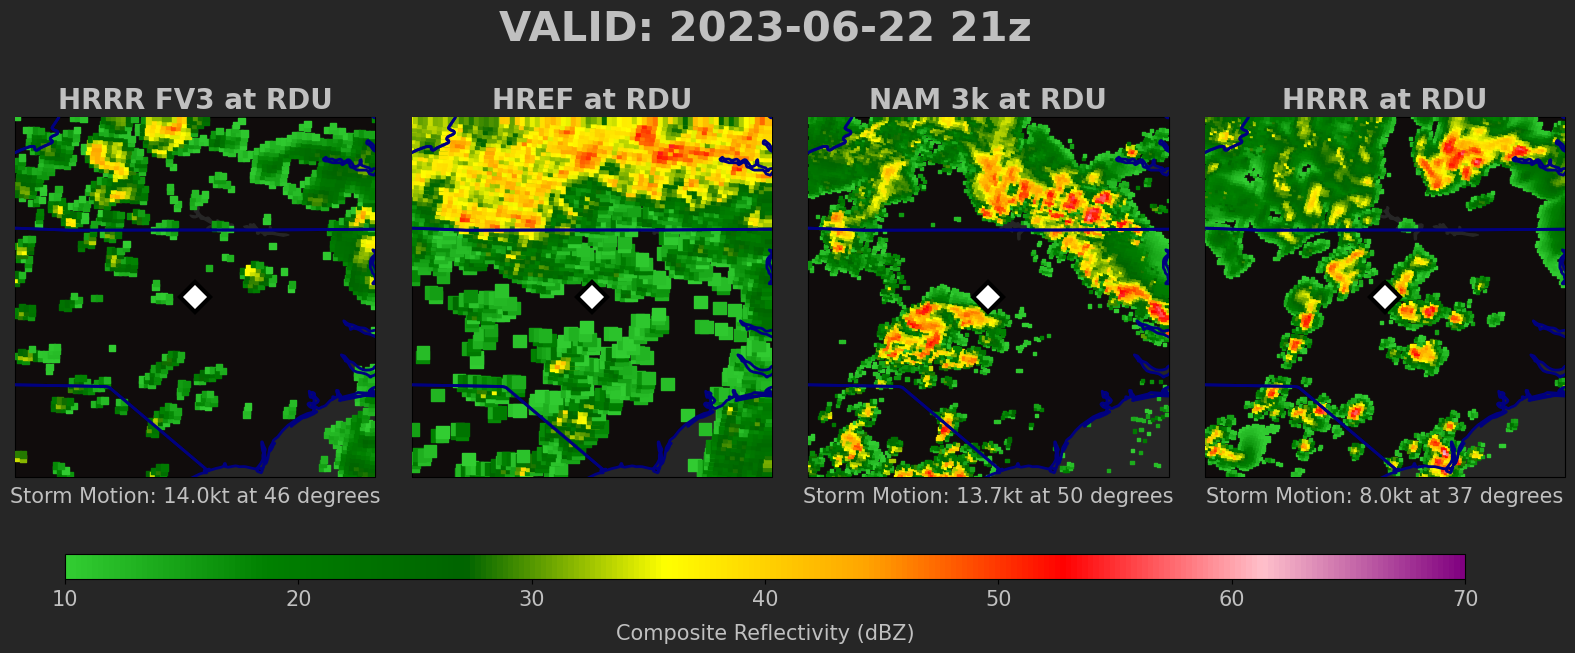 VALID: 2023-06-22 21z
HRRR FV3 at RDU
HREF at RDU
NAM 3k at RDU
HRRR at RDU
Storm Motion: 14.0kt at 46 degrees
Storm Motion: 13.7kt at 50 degrees
Storm Motion: 8.0kt at 37 degrees
10 20 30 40 50 60 70
Composite Reflectivity (dBZ)